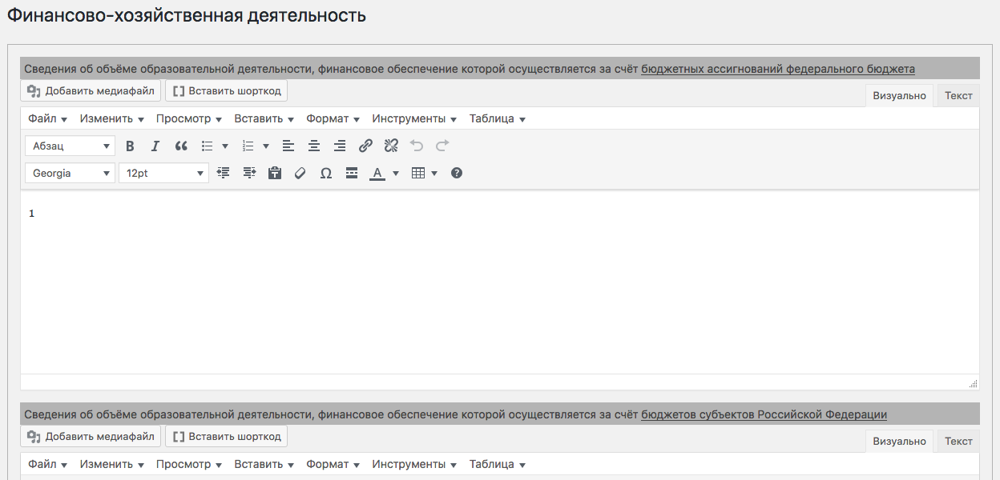 Финансово-хозяйственная деятельность
Сведения об объёме образовательной деятельности, финансовое обеспечение которой осуществляется за счёт бюджетных ассигнований федерального бюджета
Добавить медиафайл Вставить шорткод
Визуально Текст
Файл Изменить Просмотр Вставить Формат Инструменты Таблица
Абзац B I
Georgia 12pt Ω A ?
1
Сведения об объёме образовательной деятельности, финансовое обеспечение которой осуществляется за счёт бюджетов субъектов Российской Федерации
Добавить медиафайл Вставить шорткод
Визуально Текст
Файл Изменить Просмотр Вставить Формат Инструменты Таблица